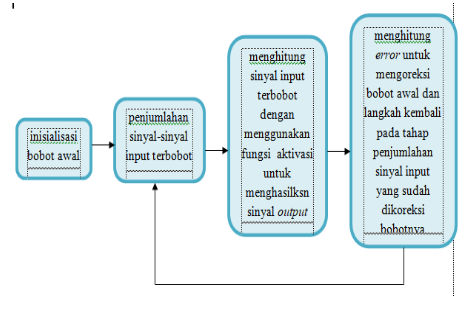 inisialisasi
bobot awal
penjumlahan
sinyal-sinyal
input terbobot
menghitung
sinyal input
terbobot
dengan
menggunakan
fungsi aktivasi
untuk
menghasilksn
sinyal output
menghitung
error untuk
mengoreksi
bobot awal dan
langkah kembali
pada tahap
penjumlahan
sinyal input
yang sudah
dikoreksi
bobotnya